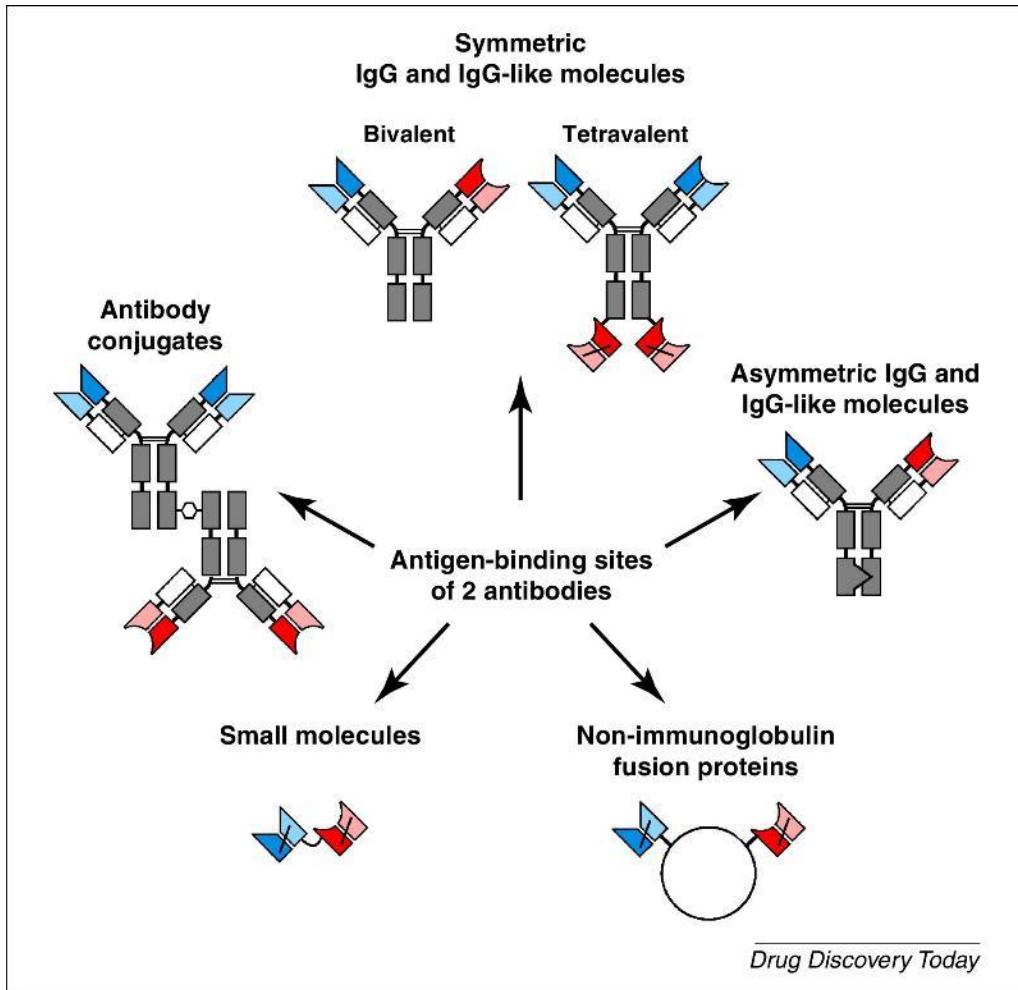 Symmetric
IgG and IgG-like molecules
Bivalent
Tetravalent
Antibody
conjugates
Asymmetric IgG and
IgG-like molecules
Antigen-binding sites
of 2 antibodies
Small molecules
Non-immunoglobulin
fusion proteins
Drug Discovery Today